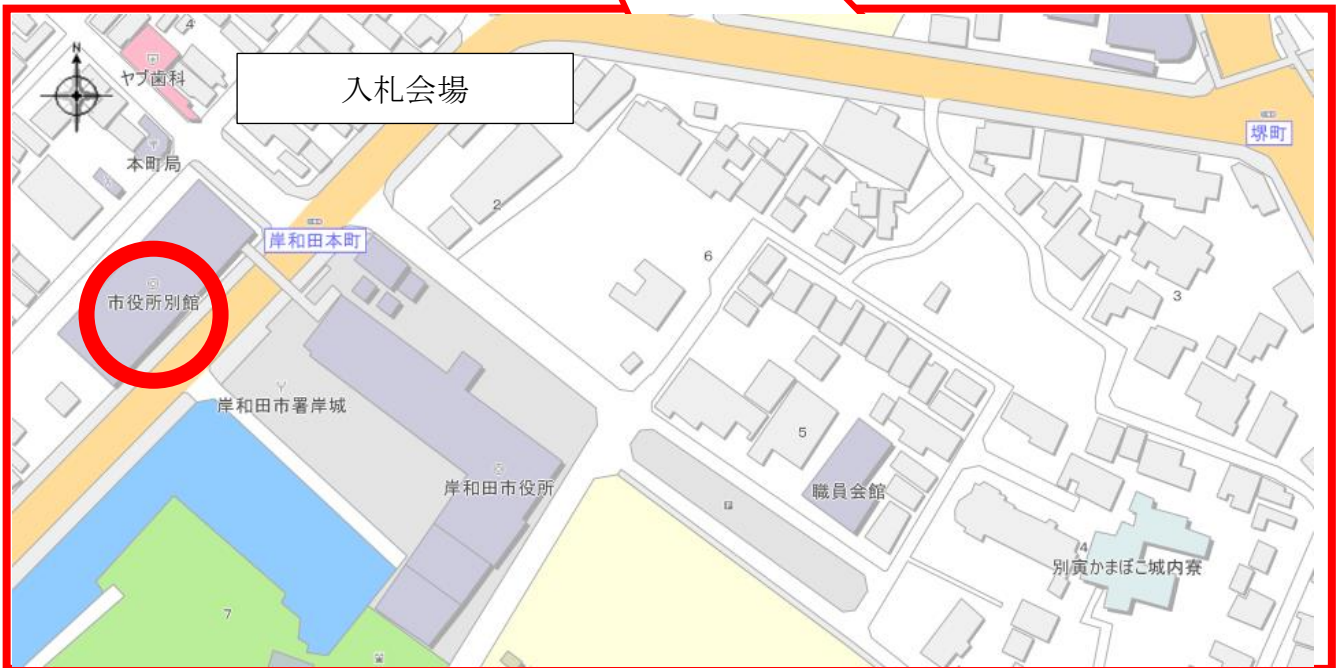 4
N
ヤブ歯科
入札会場
本町局
堺町
2
岸和田本町
6
市役所別館
3
岸和田市署岸城
5
岸和田市役所
職員会館
P
4
別寅かまぼこ城内寮
7